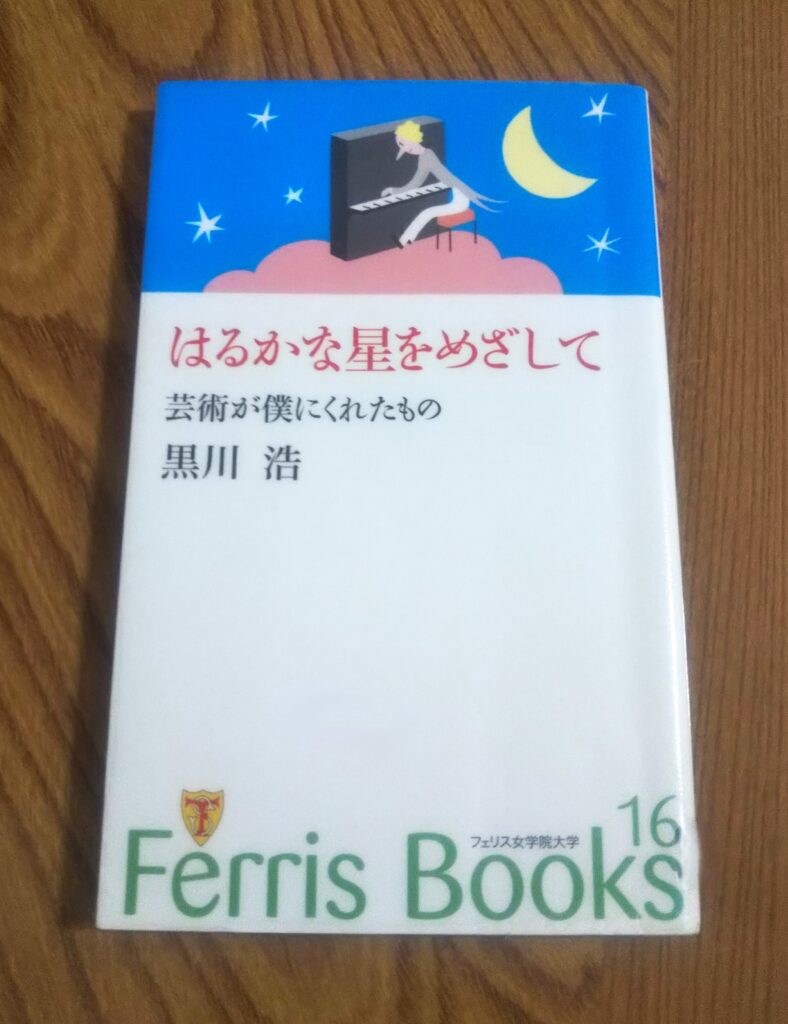 はるかな星をめざして
芸術が僕にくれたもの
黒川 浩
16
フェリス女学院大学
Ferris Books